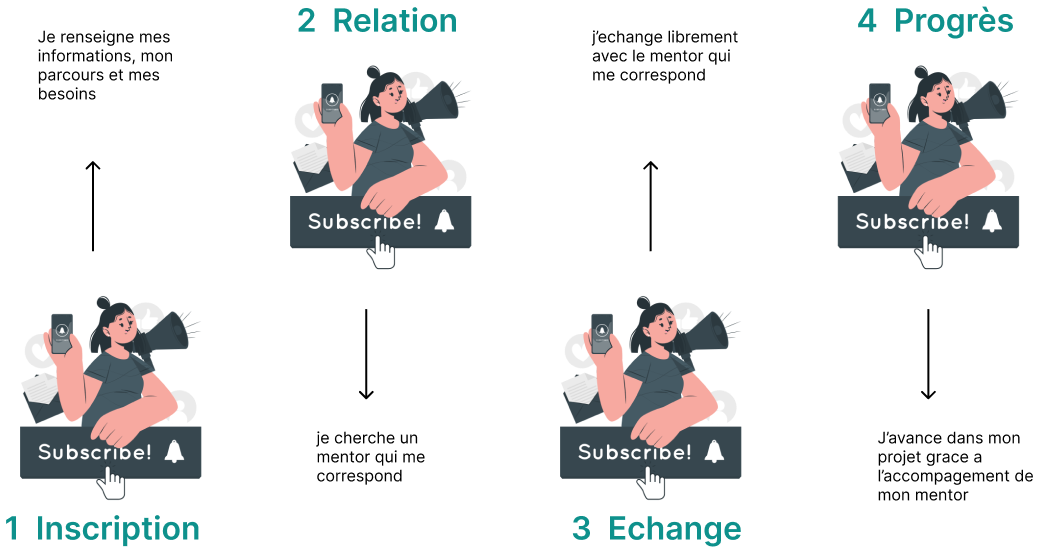 Je renseigne mes
informations, mon
parcours et mes
besoins
Subscribe!
1 Inscription
2 Relation
Subscribe!
je cherche un
mentor qui me
correspond
j’echange librement
avec le mentor qui
me correspond
Subscribe!
3 Echange
4 Progrès
Subscribe!
J’avance dans mon
projet grace a
l’accompagement de
mon mentor